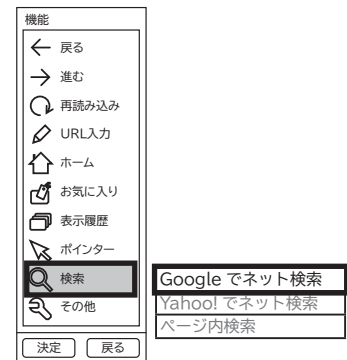 機能
戻る
進む
再読み込み
URL入力
ホーム
お気に入り
表示履歴
ポインター
検索
その他
Google でネット検索
Yahoo! でネット検索
ページ内検索
決定 戻る